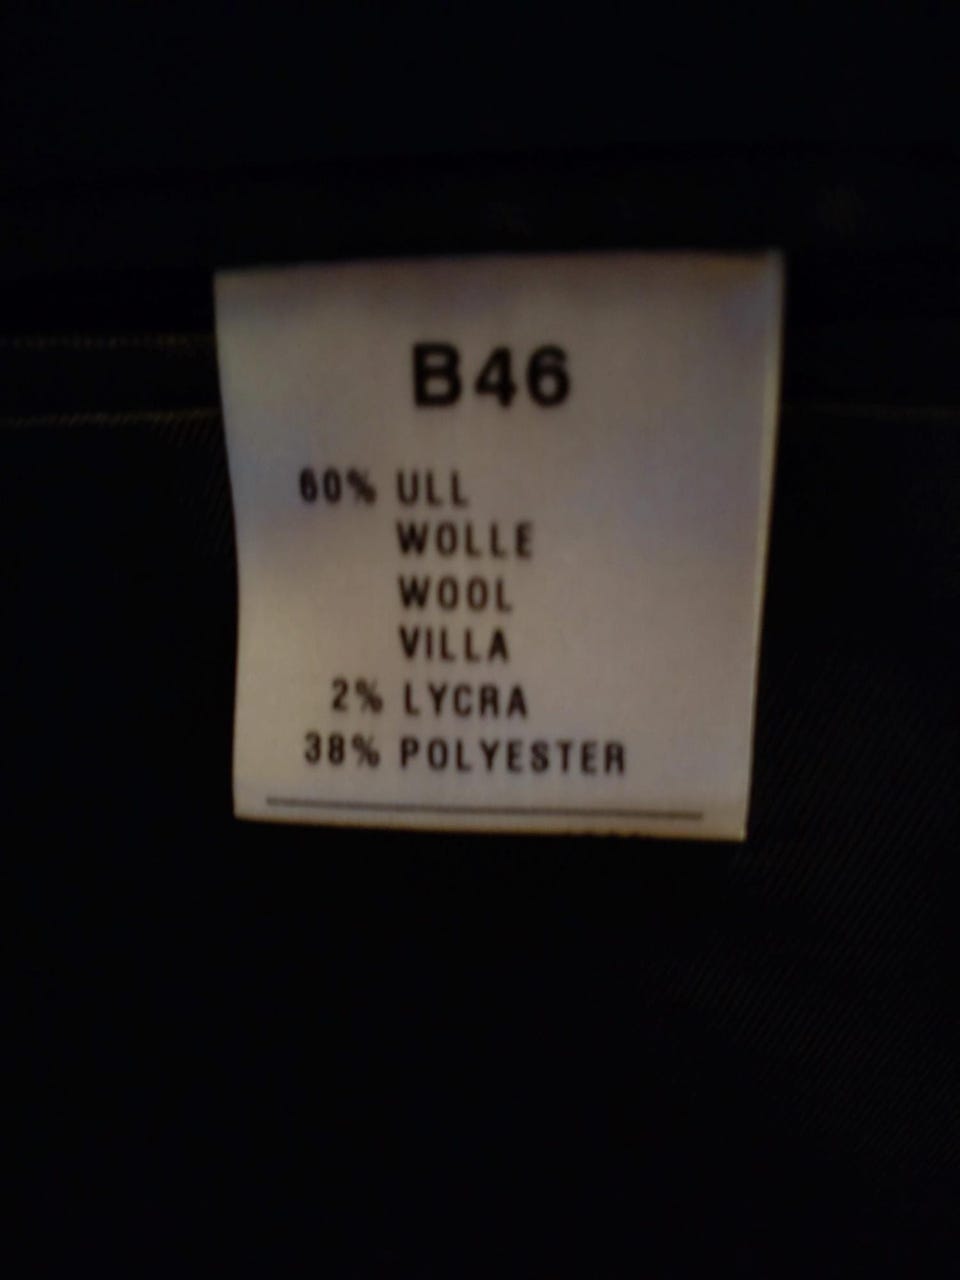 B46
60% ULL
WOLLE
WOOL
VILLA
2% LYCRA
38% POLYESTER